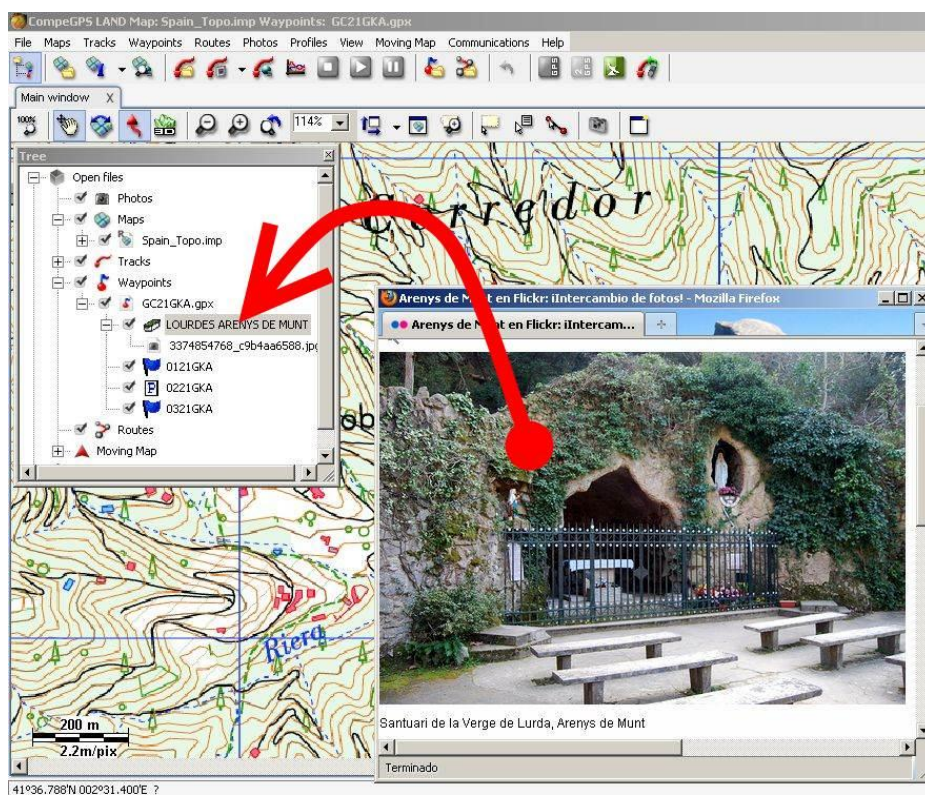 CompeGPS LAND Map: Spain_Topo.imp Waypoints: GC21GKA.gpx
File Maps Tracks Waypoints Routes Photos Profiles View Moving Map Communications Help
Main window X
100%
114%
Tree
Open files
Photos
Maps
Spain_Topo.imp
Tracks
Waypoints
GC21GKA.gpx
LOURDES ARENYS DE MUNT
3374854768_c9b4aa6588.jpg
0121GKA
P 0221GKA
0321GKA
Routes
Moving Map
Corredor
Arenys de Munt en Flickr: ¡Intercambio de fotos! - Mozilla Firefox
Arenys de Munt en Flickr: ¡Intercam...
Santuari de la Verge de Lurda, Arenys de Munt
Terminado
Riera
200 m
2.2m/pix
41°36.788'N 002°31.400'E ?